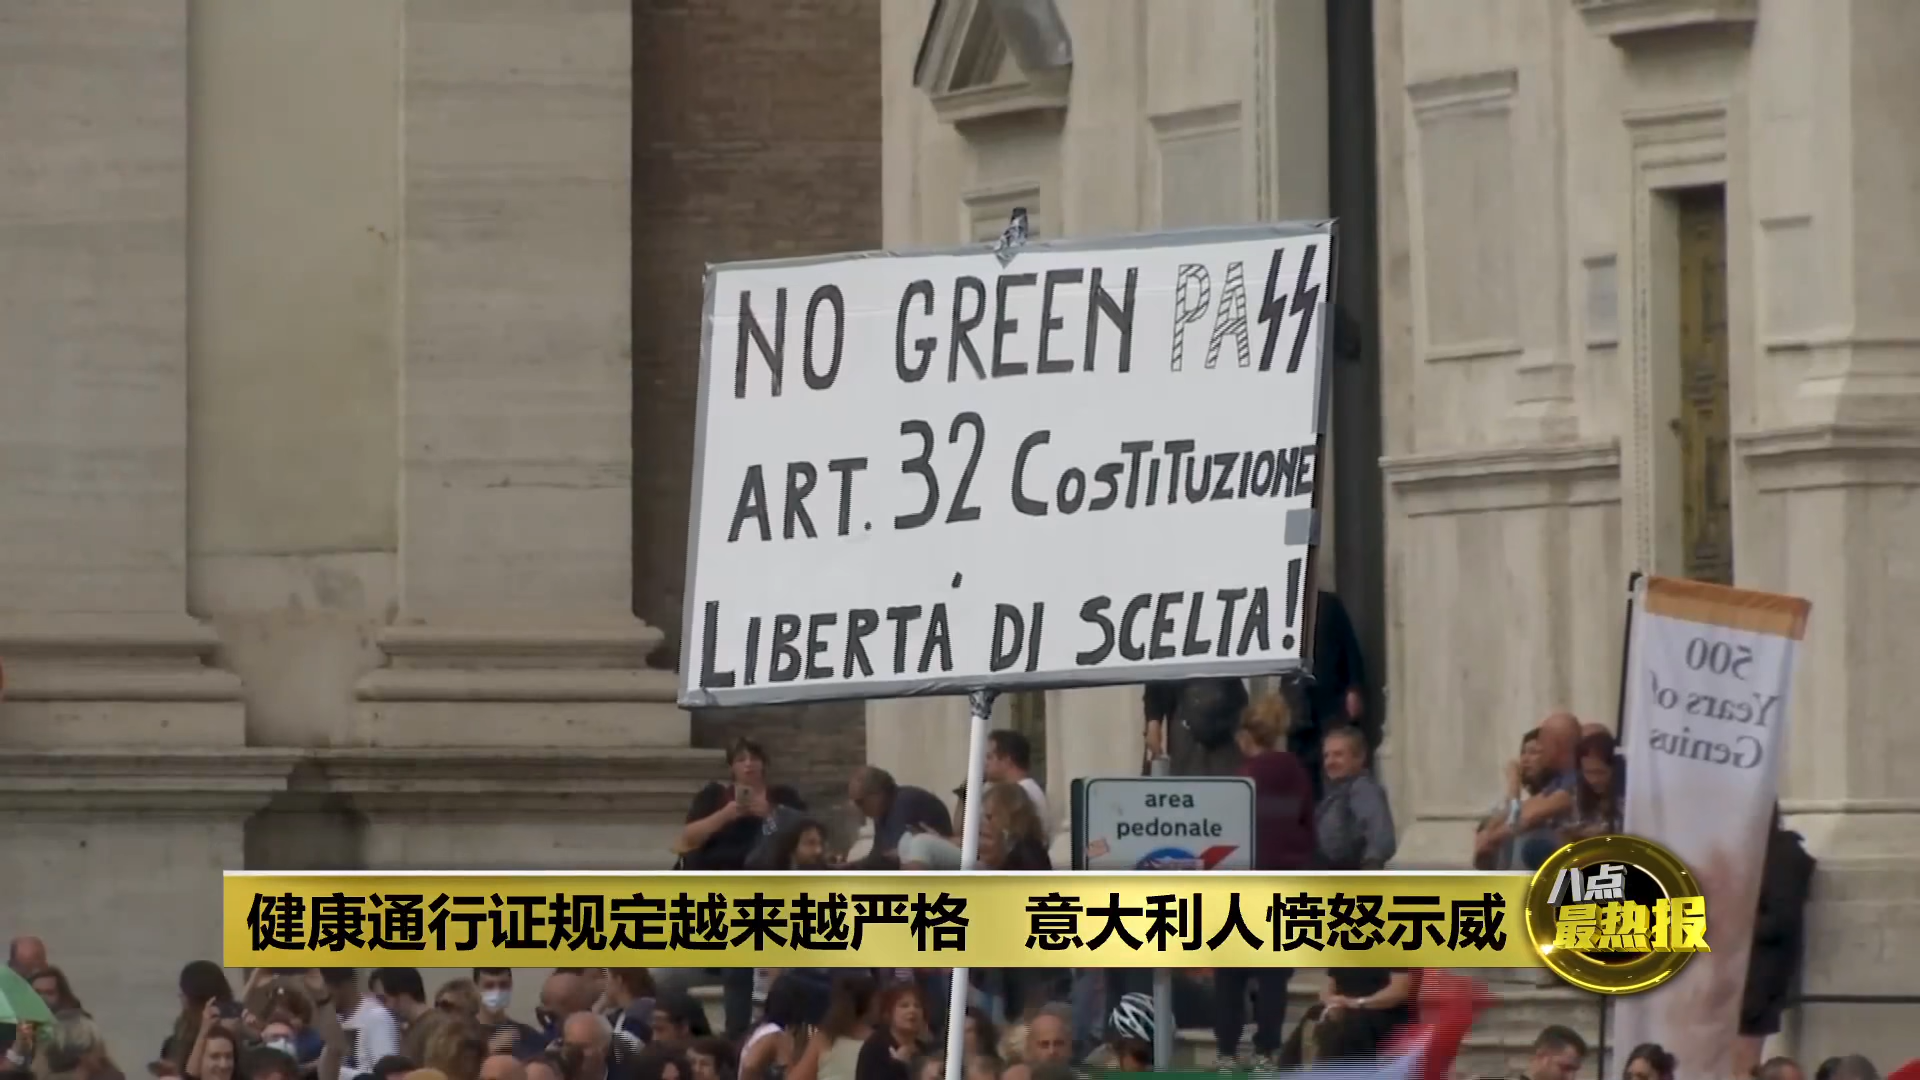 NO GREEN PASS
ART. 32 COSTITUZIONE
LIBERTÁ DI SCELTA!
500
Years of
Genius
area
pedonale
健康通行证规定越来越严格 意大利人愤怒示威
八点
最热报